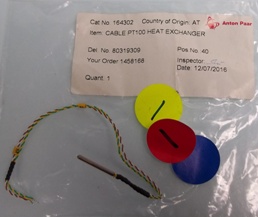 Cat No: 164302 Country of Origin: AT
Anton Paar
Item: CABLE PT100 HEAT EXCHANGER
Del. No: 80319309 Pos.No: 40
Your Order: 1458168 Inspector:
Date: 12/07/2016
Quant: 1